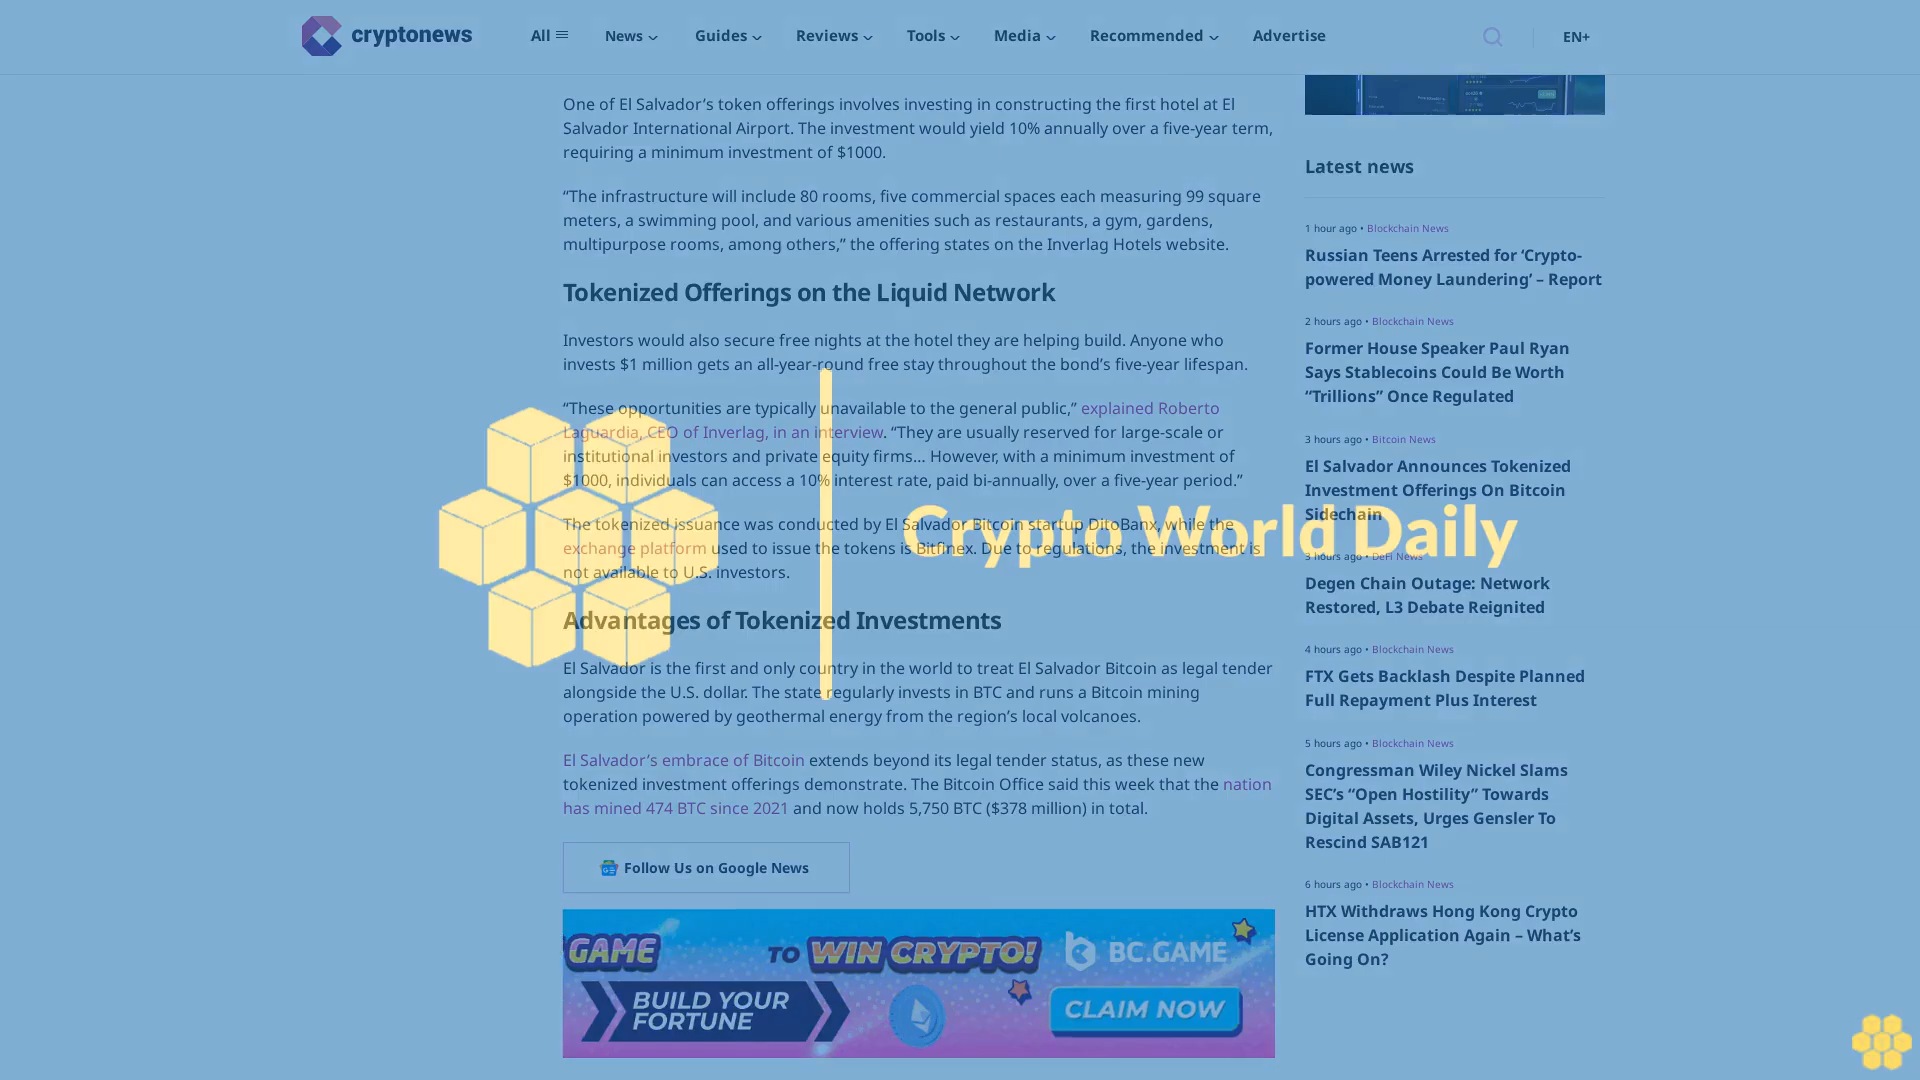 cryptonews
All
News
Guides
Reviews
Tools
Media
Recommended
Advertise
EN+
One of El Salvador’s token offerings involves investing in constructing the first hotel at El
Salvador International Airport. The investment would yield 10% annually over a five-year term,
requiring a minimum investment of $1000.
“The infrastructure will include 80 rooms, five commercial spaces each measuring 99 square
meters, a swimming pool, and various amenities such as restaurants, a gym, gardens,
multipurpose rooms, among others,” the offering states on the Inverlag Hotels website.
Tokenized Offerings on the Liquid Network
Investors would also secure free nights at the hotel they are helping build. Anyone who
invests $1 million gets an all-year-round free stay throughout the bond’s five-year lifespan.
“These opportunities are typically unavailable to the general public,” explained Roberto
Laguardia, CEO of Inverlag, in an interview. “They are usually reserved for large-scale or
institutional investors and private equity firms… However, with a minimum investment of
$1000, individuals can access a 10% interest rate, paid bi-annually, over a five-year period.”
The tokenized issuance was conducted by El Salvador Bitcoin startup DitoBanx, while the
exchange platform used to issue the tokens is Bitfinex. Due to regulations, the investment is
not available to U.S. investors.
Advantages of Tokenized Investments
El Salvador is the first and only country in the world to treat El Salvador Bitcoin as legal tender
alongside the U.S. dollar. The state regularly invests in BTC and runs a Bitcoin mining
operation powered by geothermal energy from the region’s local volcanoes.
El Salvador’s embrace of Bitcoin extends beyond its legal tender status, as these new
tokenized investment offerings demonstrate. The Bitcoin Office said this week that the nation
has mined 474 BTC since 2021 and now holds 5,750 BTC ($378 million) in total.
Follow Us on Google News
GAME
TO WIN CRYPTO!
BC.GAME
BUILD YOUR
FORTUNE
CLAIM NOW
Crypto World Daily
Latest news
1 hour ago • Blockchain News
Russian Teens Arrested for ‘Crypto-
powered Money Laundering’ – Report
2 hours ago • Blockchain News
Former House Speaker Paul Ryan
Says Stablecoins Could Be Worth
“Trillions” Once Regulated
3 hours ago • Bitcoin News
El Salvador Announces Tokenized
Investment Offerings On Bitcoin
Sidechain
3 hours ago • DeFi News
Degen Chain Outage: Network
Restored, L3 Debate Reignited
4 hours ago • Blockchain News
FTX Gets Backlash Despite Planned
Full Repayment Plus Interest
5 hours ago • Blockchain News
Congressman Wiley Nickel Slams
SEC’s “Open Hostility” Towards
Digital Assets, Urges Gensler To
Rescind SAB121
6 hours ago • Blockchain News
HTX Withdraws Hong Kong Crypto
License Application Again – What’s
Going On?